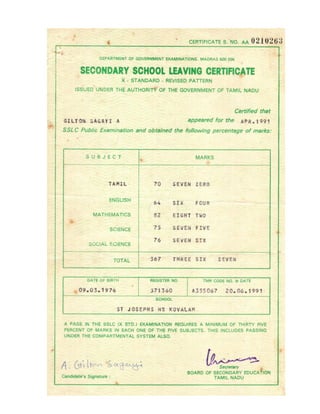 CERTIFICATE S. NO. AA 0210263
DEPARTMENT OF GOVERNMENT EXAMINATIONS, MADRAS 600 006
SECONDARY SCHOOL LEAVING CERTIFICATE
X - STANDARD - REVISED PATTERN
ISSUED UNDER THE AUTHORITY OF THE GOVERNMENT OF TAMIL NADU
Certified that
GILTON SAGAYI A appeared for the APR.1991
SSLC Public Examination and obtained the following percentage of marks:
SUBJECT MARKS
TAMIL 70 SEVEN ZERO
ENGLISH 64 SIX FOUR
MATHEMATICS 82 EIGHT TWO
SCIENCE 75 SEVEN FIVE
SOCIAL SCIENCE 76 SEVEN SIX
TOTAL 367 THREE SIX SEVEN
DATE OF BIRTH REGISTER NO TMR CODE NO. & DATE
09.03.1976 371360 A335067 20.06.1991
SCHOOL
ST JOSEPHS HS KOVALAM
A PASS IN THE SSLC (X STD.) EXAMINATION REQUIRES A MINIMUM OF THIRTY FIVE
PERCENT OF MARKS IN EACH ONE OF THE FIVE SUBJECTS. THIS INCLUDES PASSING
UNDER THE COMPARTMENTAL SYSTEM ALSO.
A. Gilton Sagayi
Candidate's Signature :
Secretary
BOARD OF SECONDARY EDUCATION
TAMIL NADU